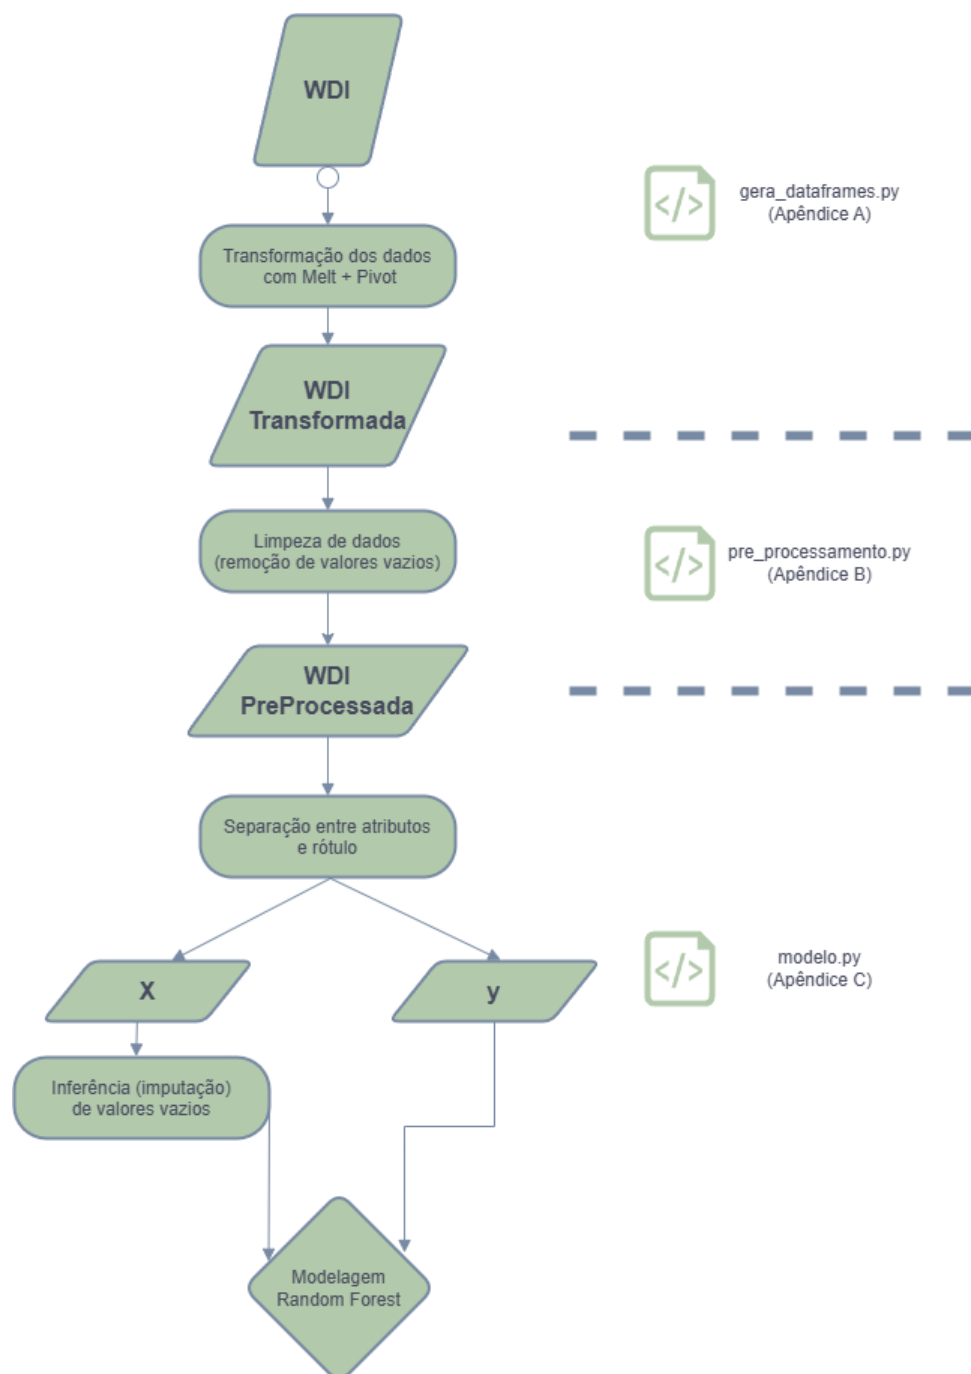 WDI
gera_dataframes.py
(Apêndice A)
</>
Transformação dos dados
com Melt + Pivot
WDI
Transformada
Limpeza de dados
(remoção de valores vazios)
</>
pre_processamento.py
(Apêndice B)
WDI
PreProcessada
Separação entre atributos
e rótulo
X
y
</>
modelo.py
(Apêndice C)
Inferência (imputação)
de valores vazios
Modelagem
Random Forest